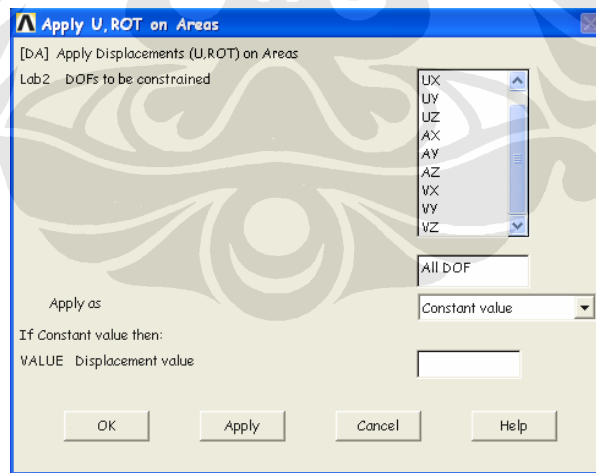 Apply U,ROT on Areas
[DA] Apply Displacements (U,ROT) on Areas
Lab2 DOFs to be constrained
UX
UY
UZ
AX
AY
AZ
VX
VY
VZ
All DOF
Apply as
Constant value
If Constant value then:
VALUE Displacement value
OK
Apply
Cancel
Help